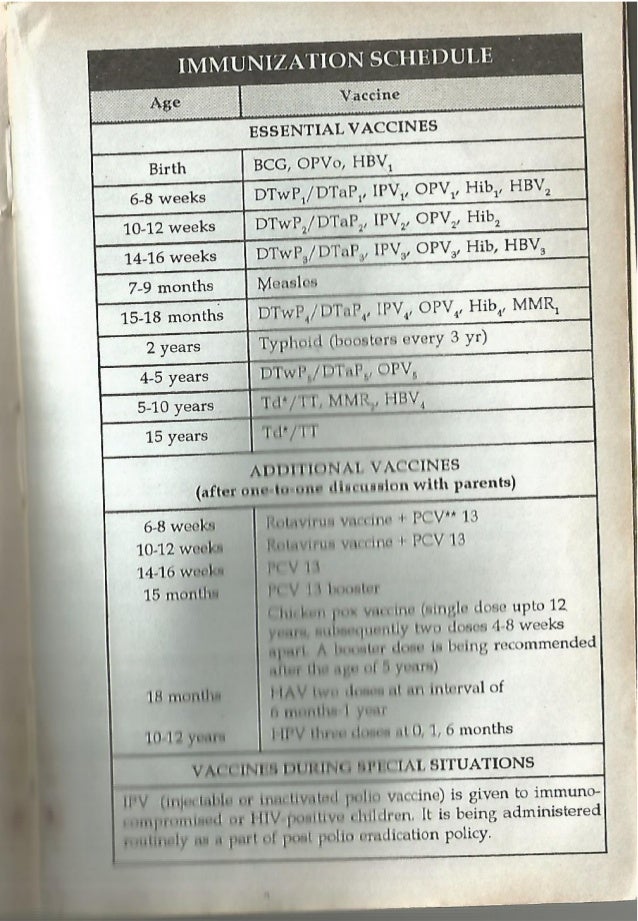 IMMUNIZATION SCHEDULE
Age Vaccine
ESSENTIAL VACCINES
Birth BCG, OPVo, HBV₁
6-8 weeks DTwP₁/DTaP₁, IPV₁, OPV₁, Hib₁, HBV₂
10-12 weeks DTwP₂/DTaP₂, IPV₂, OPV₂, Hib₂
14-16 weeks DTwP₃/DTaP₃, IPV₃, OPV₃, Hib, HBV₃
7-9 months Measles
15-18 months DTwP₄/DTaP₄, IPV₄, OPV₄, Hib₄, MMR₁
2 years Typhoid (boosters every 3 yr)
4-5 years DTwP₅/DTaP₅, OPV₅
5-10 years Td*/TT, MMR₂, HBV₄
15 years Td*/TT
ADDITIONAL VACCINES
(after one-to-one discussion with parents)
6-8 weeks Rotavirus vaccine + PCV** 13
10-12 weeks Rotavirus vaccine + PCV 13
14-16 weeks PCV 13
15 months PCV 13 booster
Chicken pox vaccine (single dose upto 12
years, subsequently two doses 4-8 weeks
apart. A booster dose is being recommended
after the age of 5 years)
18 months HAV two doses at an interval of
6 months-1 year
10-12 years HPV three doses at 0, 1, 6 months
VACCINES DURING SPECIAL SITUATIONS
IPV (injectable or inactivated polio vaccine) is given to immuno-
compromised or HIV-positive children. It is being administered
routinely as a part of post polio eradication policy.